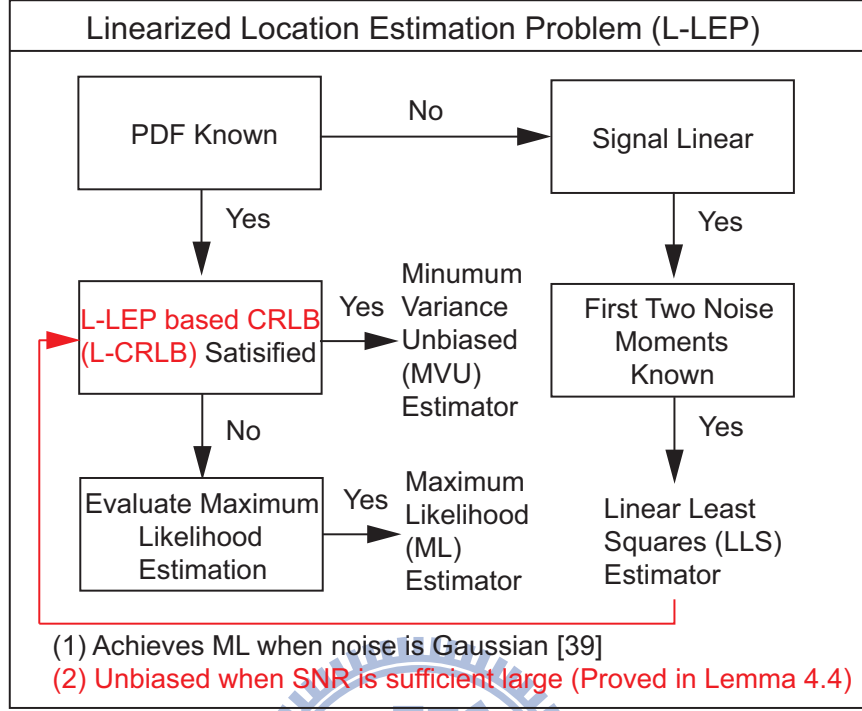 Linearized Location Estimation Problem (L-LEP)
PDF Known
No
Signal Linear
Yes
Yes
L-LEP based CRLB
(L-CRLB) Satisified
Yes
Minumum
Variance
Unbiased
(MVU)
Estimator
First Two Noise
Moments
Known
No
Yes
Evaluate Maximum
Likelihood
Estimation
Yes
Maximum
Likelihood
(ML)
Estimator
Linear Least
Squares (LLS)
Estimator
(1) Achieves ML when noise is Gaussian [39]
(2) Unbiased when SNR is sufficient large (Proved in Lemma 4.4)